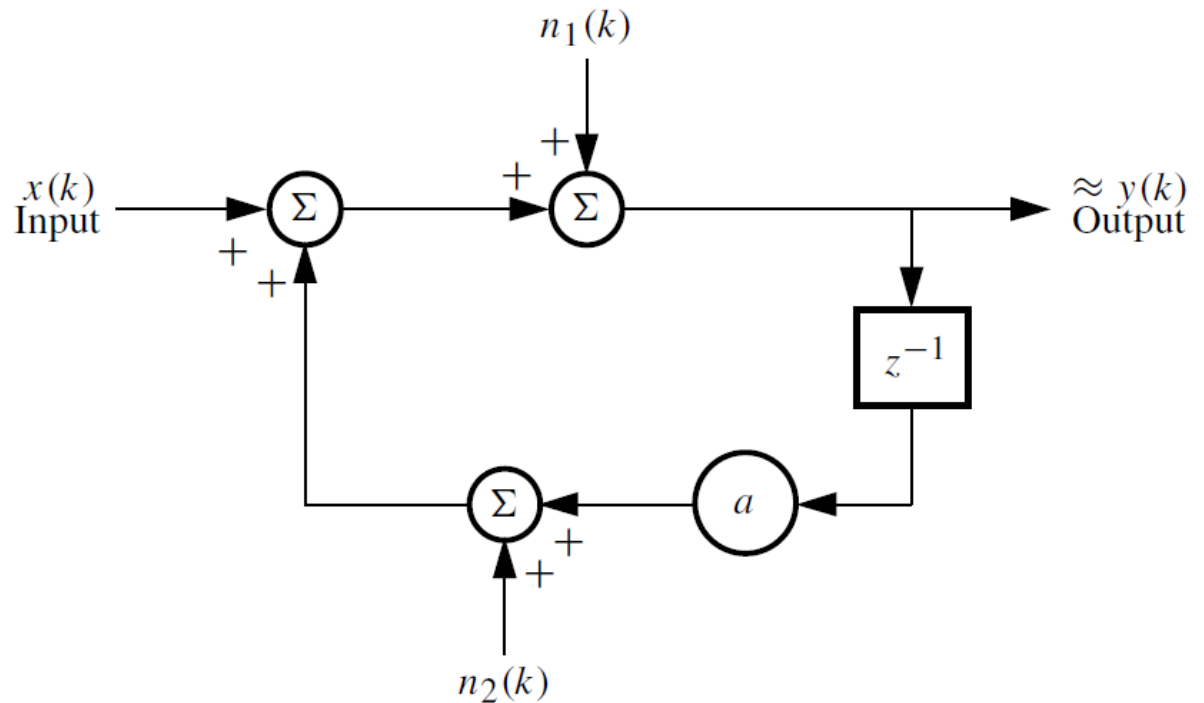 n₁(k)
+
+
x(k)
Input
Σ
Σ
≈ y(k)
Output
+
+
z⁻¹
Σ
a
+
+
n₂(k)